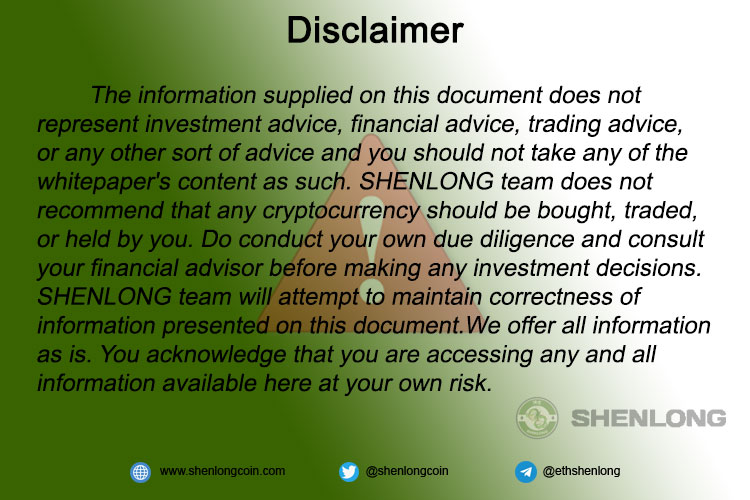 Disclaimer
The information supplied on this document does not
represent investment advice, financial advice, trading advice,
or any other sort of advice and you should not take any of the
whitepaper's content as such. SHENLONG team does not
recommend that any cryptocurrency should be bought, traded,
or held by you. Do conduct your own due diligence and consult
your financial advisor before making any investment decisions.
SHENLONG team will attempt to maintain correctness of
information presented on this document.We offer all information
as is. You acknowledge that you are accessing any and all
information available here at your own risk.
SHENLONG
www.shenlongcoin.com @shenlongcoin @ethshenlong